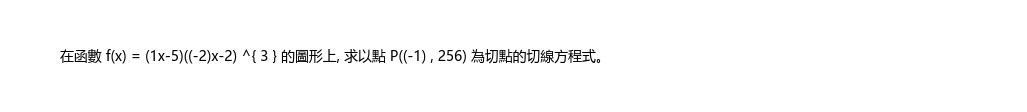 在函數 f(x) = (1x-5)((-2)x-2) ^{ 3 } 的圖形上, 求以點 P((-1) , 256) 為切點的切線方程式。